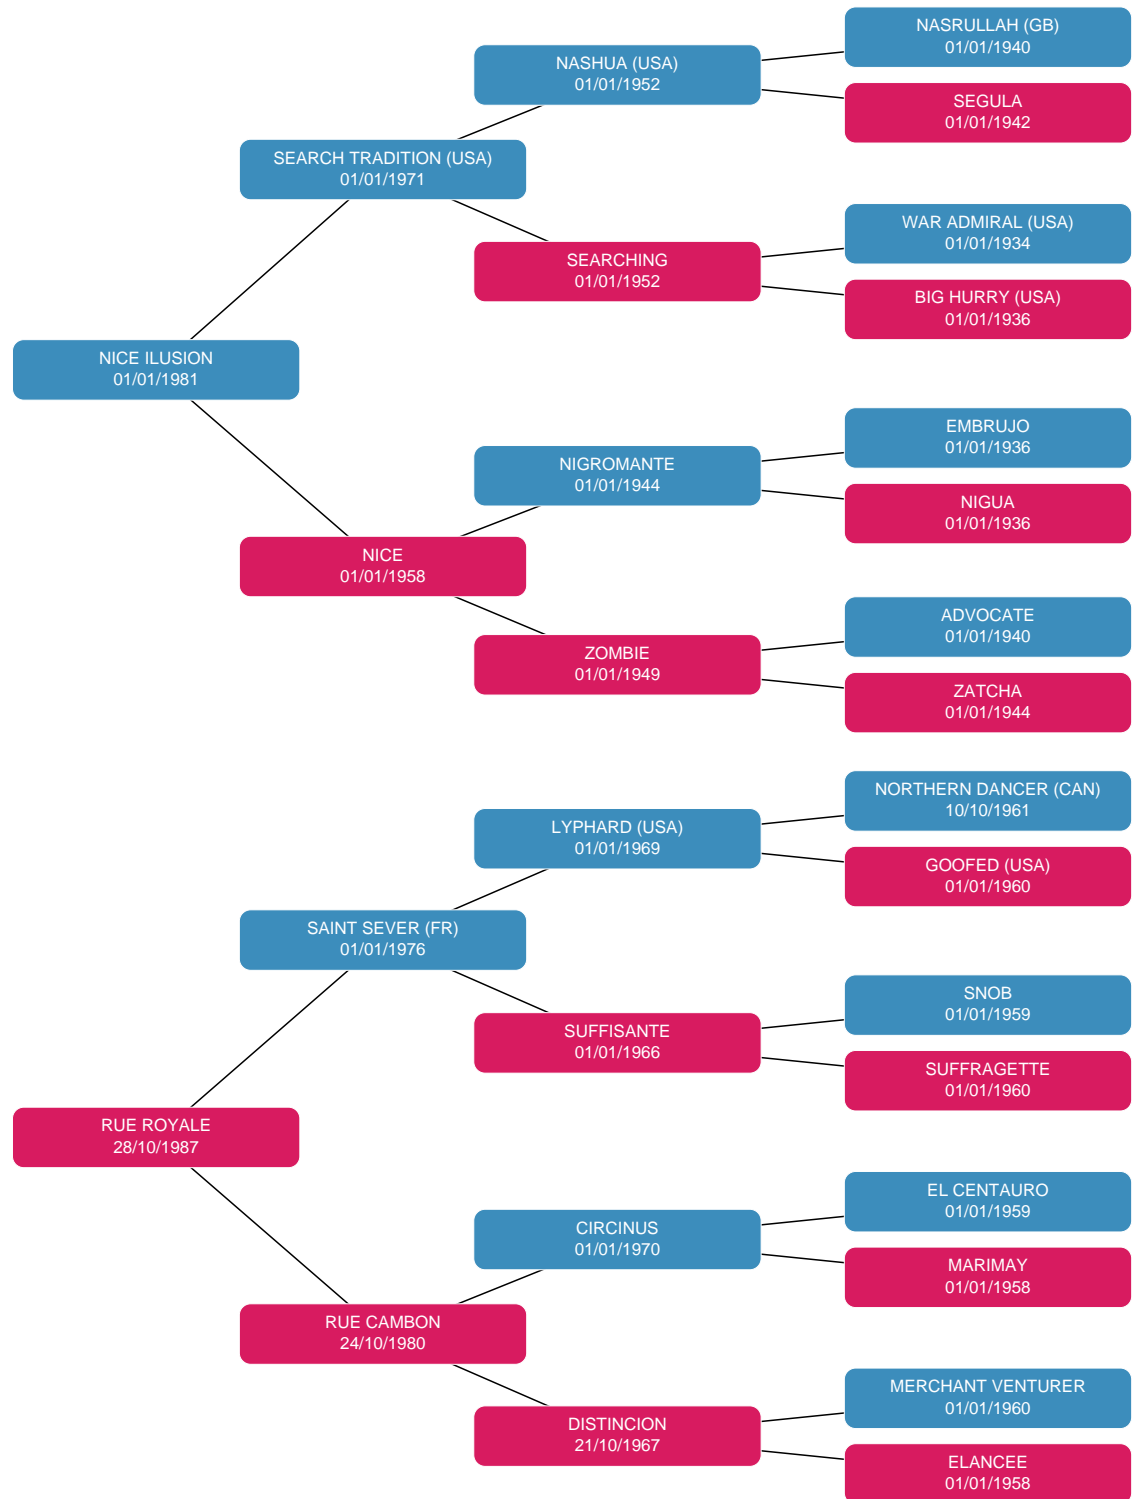 NASRULLAH (GB)
01/01/1940
NASHUA (USA)
01/01/1952
SEGULA
01/01/1942
SEARCH TRADITION (USA)
01/01/1971
WAR ADMIRAL (USA)
01/01/1934
SEARCHING
01/01/1952
BIG HURRY (USA)
01/01/1936
NICE ILUSION
01/01/1981
EMBRUJO
01/01/1936
NIGROMANTE
01/01/1944
NIGUA
01/01/1936
NICE
01/01/1958
ADVOCATE
01/01/1940
ZOMBIE
01/01/1949
ZATCHA
01/01/1944
NORTHERN DANCER (CAN)
10/10/1961
LYPHARD (USA)
01/01/1969
GOOFED (USA)
01/01/1960
SAINT SEVER (FR)
01/01/1976
SNOB
01/01/1959
SUFFISANTE
01/01/1966
SUFFRAGETTE
01/01/1960
RUE ROYALE
28/10/1987
EL CENTAURO
01/01/1959
CIRCINUS
01/01/1970
MARIMAY
01/01/1958
RUE CAMBON
24/10/1980
MERCHANT VENTURER
01/01/1960
DISTINCION
21/10/1967
ELANCEE
01/01/1958